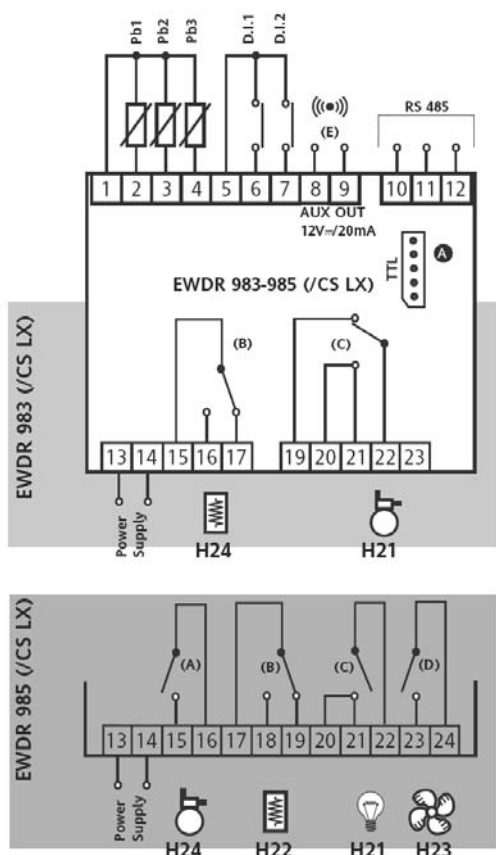 Pb1 Pb2 Pb3 D.I.1 D.I.2
(E) RS 485
1 2 3 4 5 6 7 8 9 10 11 12
AUX OUT
12V⎓/20mA
TTL A
EWDR 983-985 (/CS LX)
EWDR 983 (/CS LX)
(B) (C)
13 14 15 16 17 19 20 21 22 23
Power
Supply
H24 H21
EWDR 985 (/CS LX)
(A) (B) (C) (D)
13 14 15 16 17 18 19 20 21 22 23 24
Power
Supply
H24 H22 H21 H23